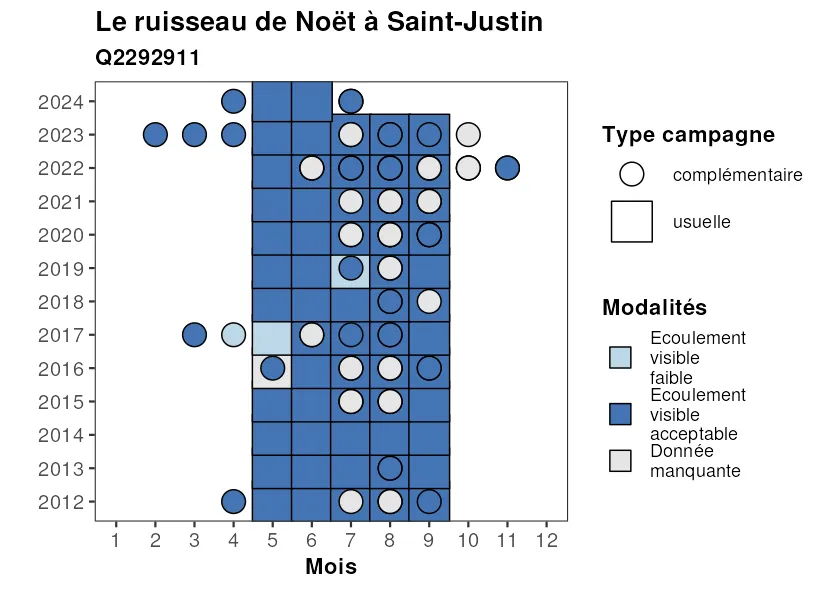 Le ruisseau de Noët à Saint-Justin
Q2292911
2024
2023
2022
2021
2020
2019
2018
2017
2016
2015
2014
2013
2012
1 2 3 4 5 6 7 8 9 10 11 12
Mois
Type campagne
complémentaire
usuelle
Modalités
Ecoulement
visible
faible
Ecoulement
visible
acceptable
Donnée
manquante